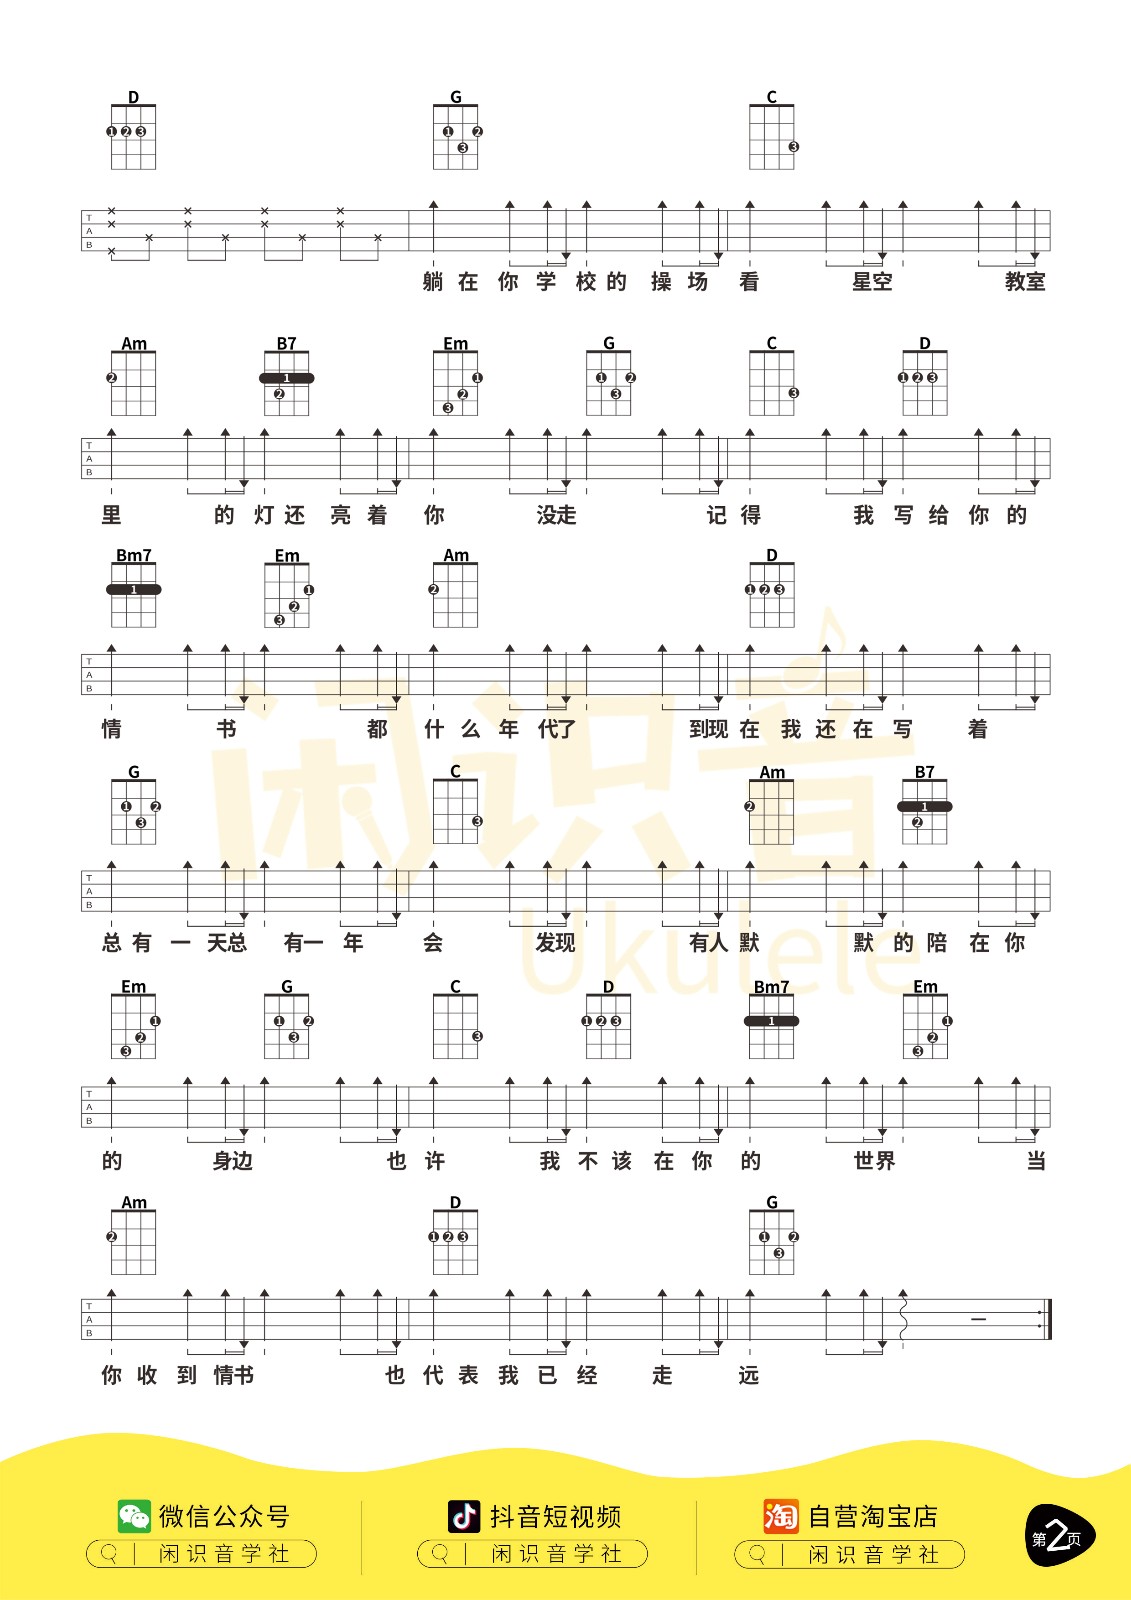 D G C
T
A
B
躺在你学校的操场看 星空 教室
Am B7 Em G C D
T
A
B
里 的灯还亮着 你 没走 记得 我写给你的
Bm7 Em Am D
T
A
B
情 书 都 什么年代了 到现在我还在写 着
G C Am B7
T
A
B
总有一天总 有一年 会 发现 有人默 默的陪在你
Em G C D Bm7 Em
T
A
B
的 身边 也许 我不该在你的 世界 当
Am D G
T
A
B
你收到情书 也代表我已经 走 远
闲识音
Ukulele
微信公众号 抖音短视频 自营淘宝店
闲识音学社 闲识音学社 闲识音学社
淘
第2页